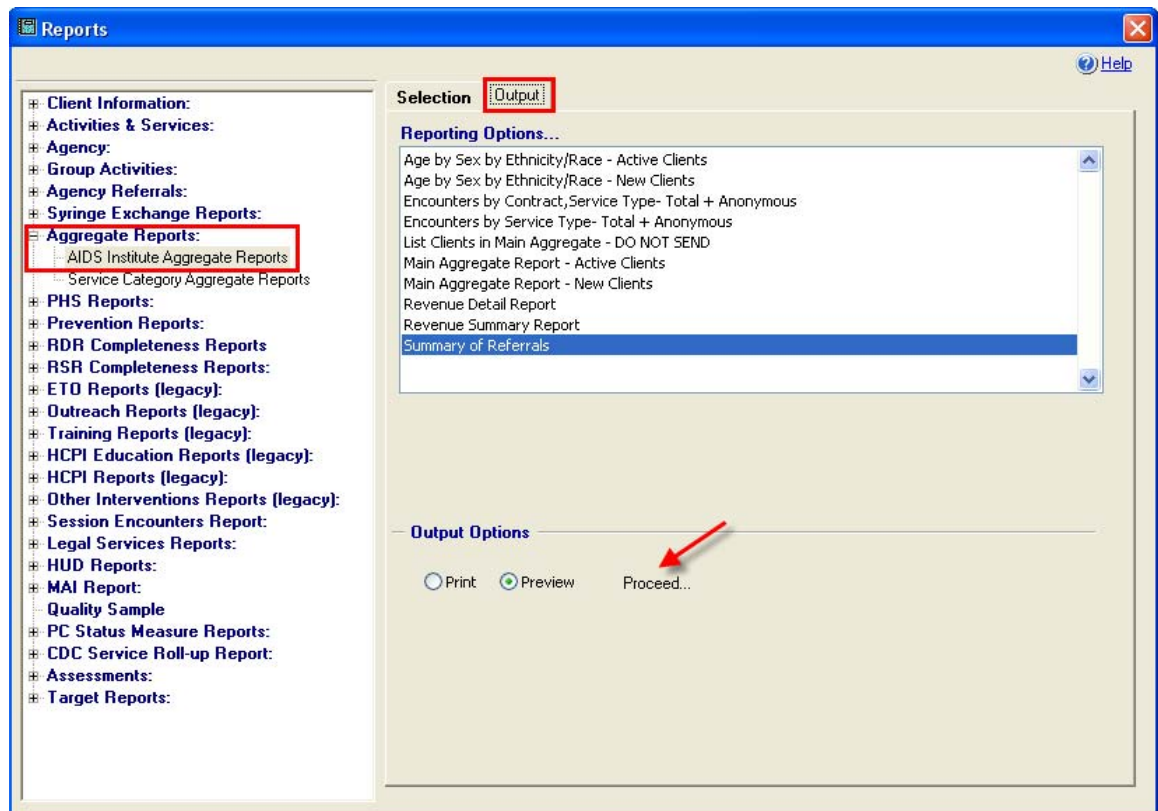 Reports
Help
Client Information:
Activities & Services:
Agency:
Group Activities:
Agency Referrals:
Syringe Exchange Reports:
Aggregate Reports:
AIDS Institute Aggregate Reports
Service Category Aggregate Reports
PHS Reports:
Prevention Reports:
RDR Completeness Reports
RSR Completeness Reports:
ETO Reports (legacy):
Outreach Reports (legacy):
Training Reports (legacy):
HCPI Education Reports (legacy):
HCPI Reports (legacy):
Other Interventions Reports (legacy):
Session Encounters Report:
Legal Services Reports:
HUD Reports:
MAI Report:
Quality Sample
PC Status Measure Reports:
CDC Service Roll-up Report:
Assessments:
Target Reports:
Selection Output
Reporting Options...
Age by Sex by Ethnicity/Race - Active Clients
Age by Sex by Ethnicity/Race - New Clients
Encounters by Contract,Service Type- Total + Anonymous
Encounters by Service Type- Total + Anonymous
List Clients in Main Aggregate - DO NOT SEND
Main Aggregate Report - Active Clients
Main Aggregate Report - New Clients
Revenue Detail Report
Revenue Summary Report
Summary of Referrals
Output Options
Print Preview Proceed...